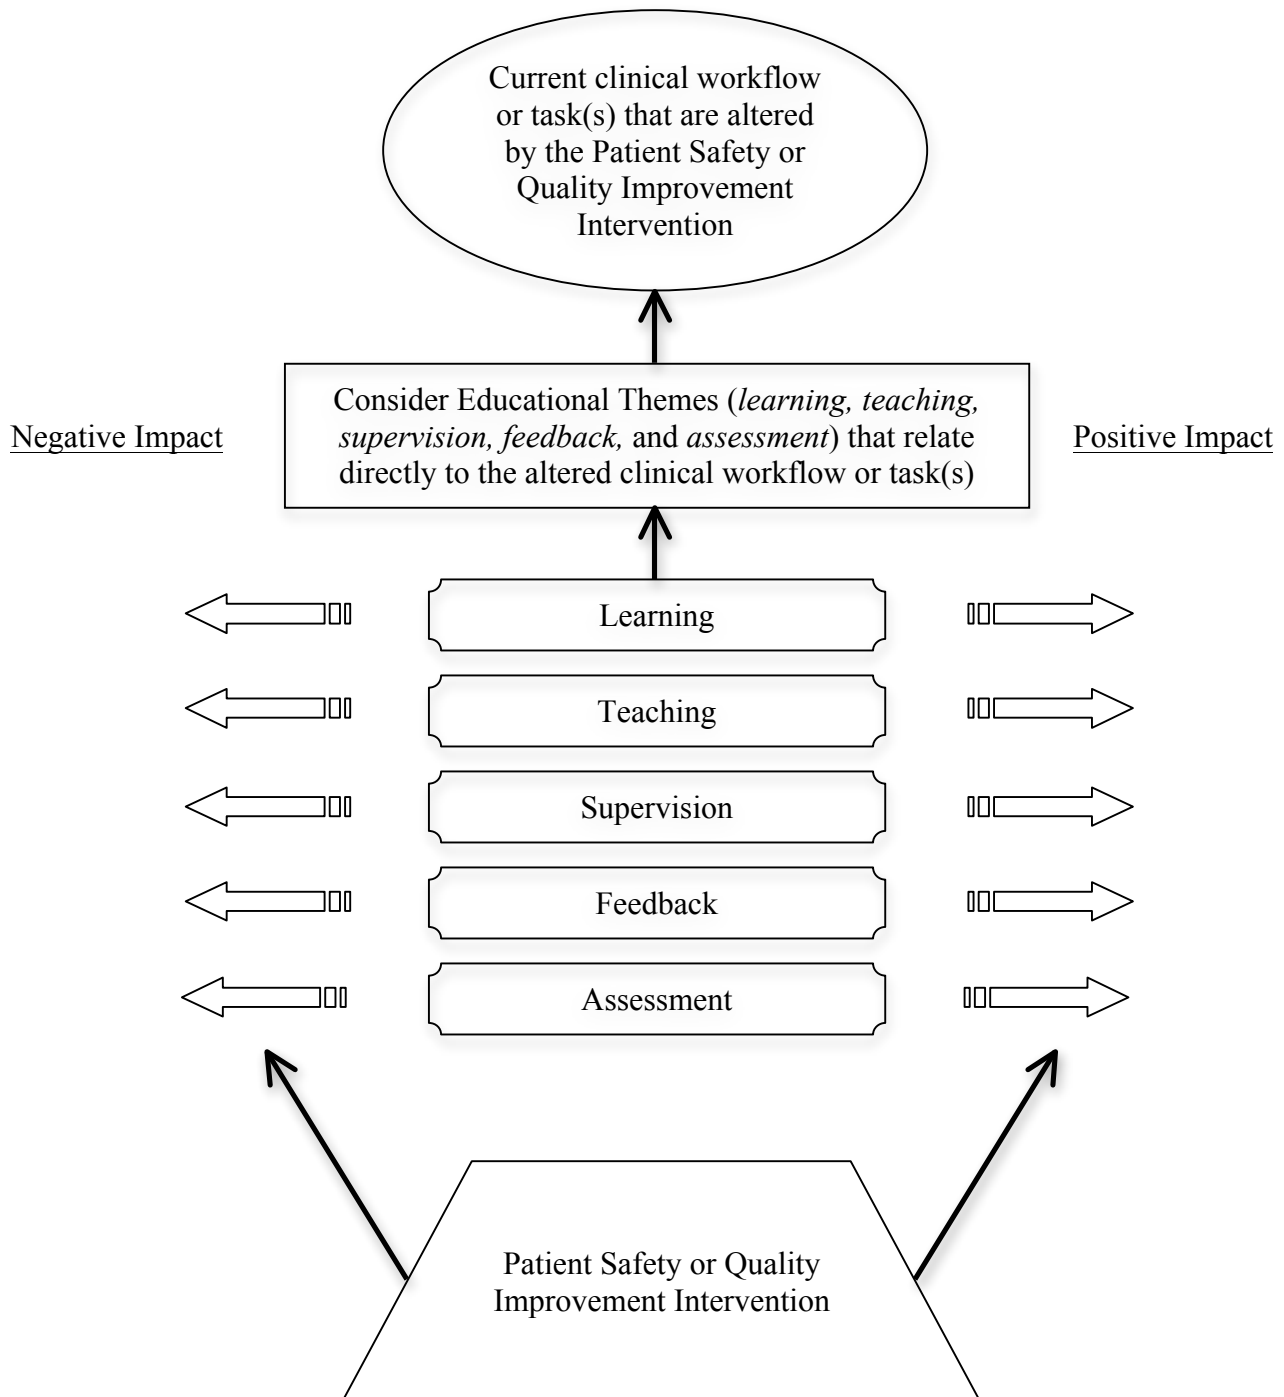 Current clinical workflow
or task(s) that are altered
by the Patient Safety or
Quality Improvement
Intervention
Consider Educational Themes (learning, teaching,
supervision, feedback, and assessment) that relate
directly to the altered clinical workflow or task(s)
Negative Impact
Positive Impact
Learning
Teaching
Supervision
Feedback
Assessment
Patient Safety or Quality
Improvement Intervention